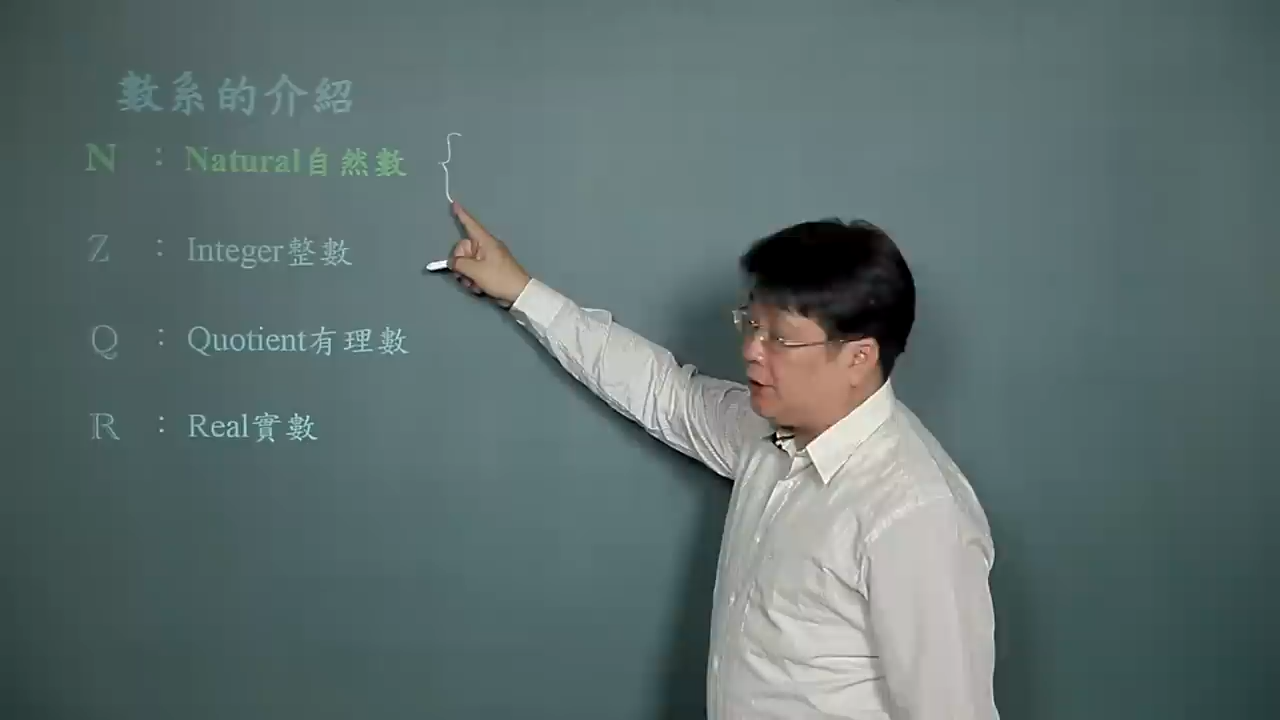 數系的介紹
N : Natural自然數 {
ℤ : Integer整數
ℚ : Quotient有理數
ℝ : Real實數